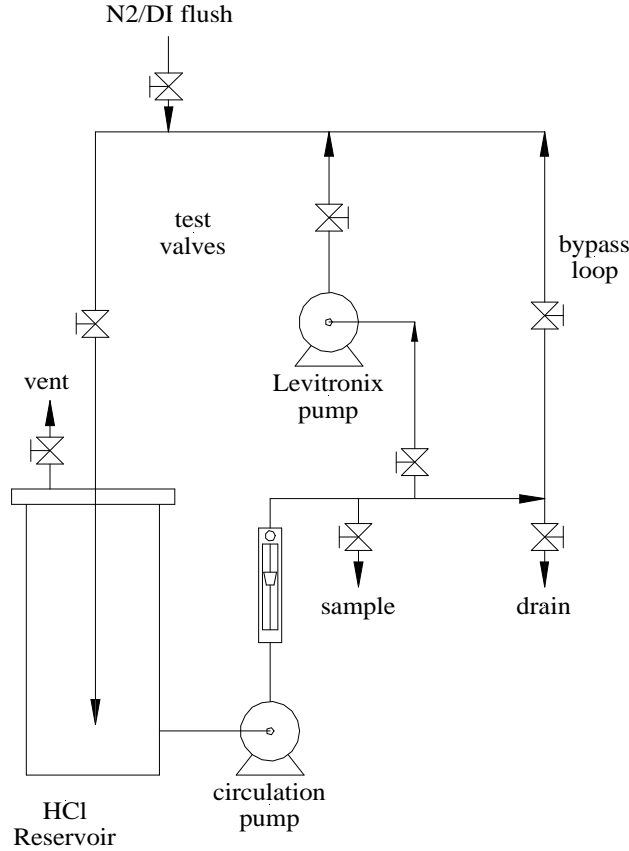 N2/DI flush
test
valves
bypass
loop
Levitronix
pump
vent
sample
drain
circulation
pump
HCl
Reservoir